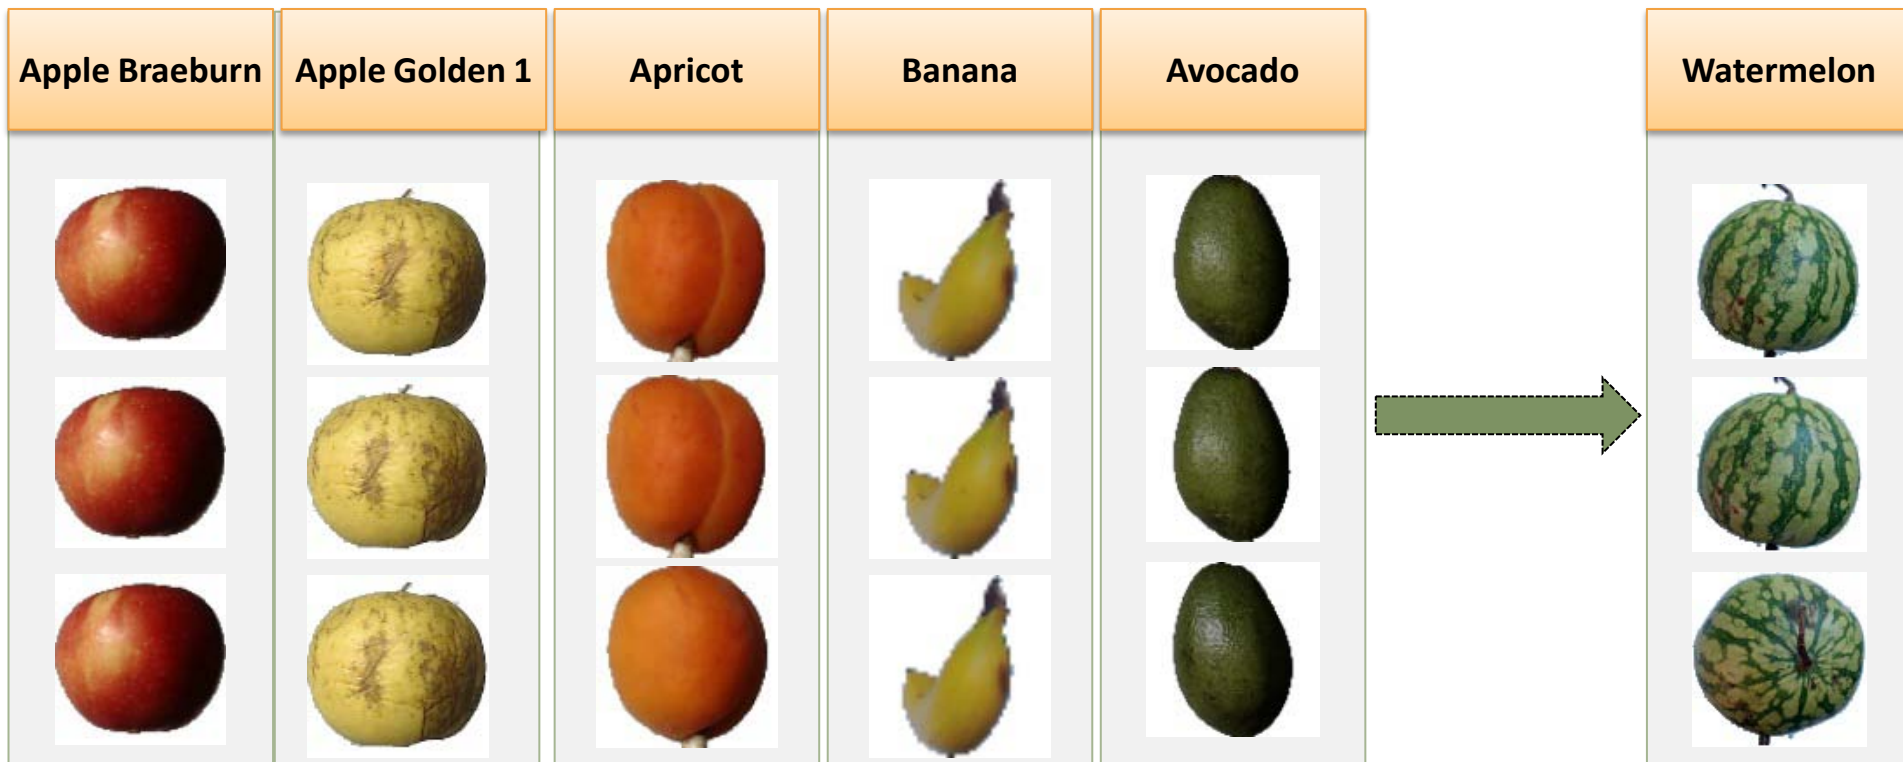 Apple Braeburn
Apple Golden 1
Apricot
Banana
Avocado
Watermelon